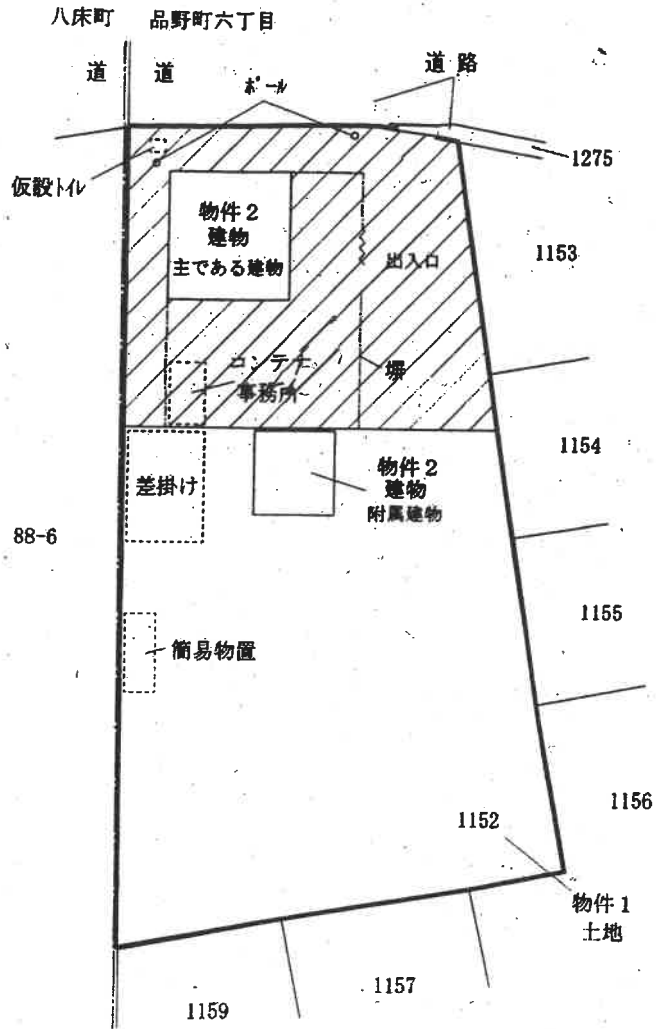 八床町 品野町六丁目
道 道
道路
ポール
1275
仮設トイレ
物件2
建物
主である建物
1153
出入口
コンテナ
事務所
塀
1154
差掛け
物件2
建物
附属建物
88-6
1155
簡易物置
1156
1152
物件1
土地
1157
1159